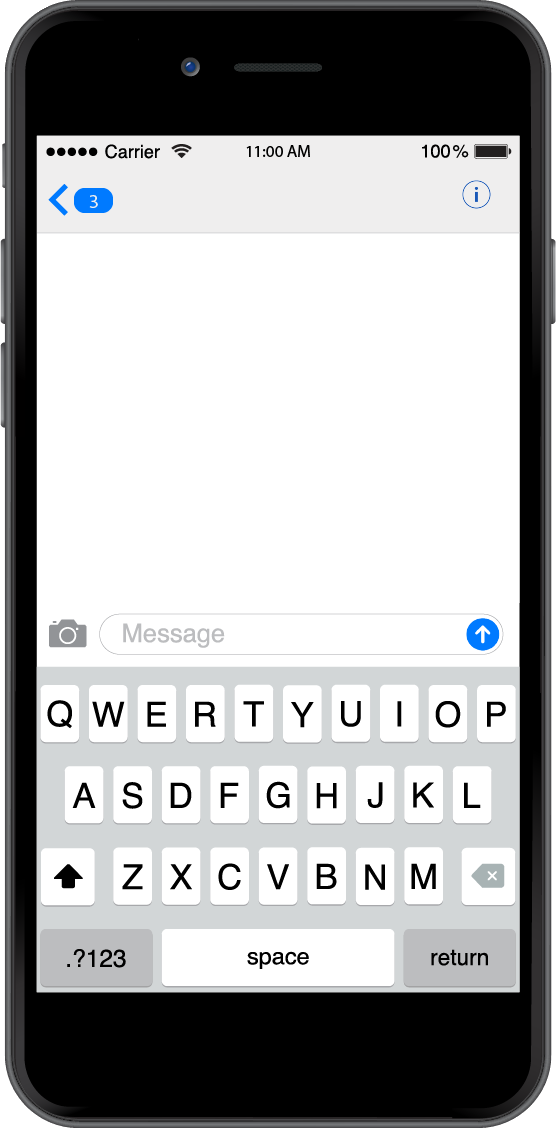 Carrier 11:00 AM 100%
3 i
Message
Q W E R T Y U I O P
A S D F G H J K L
Z X C V B N M
.?123 space return